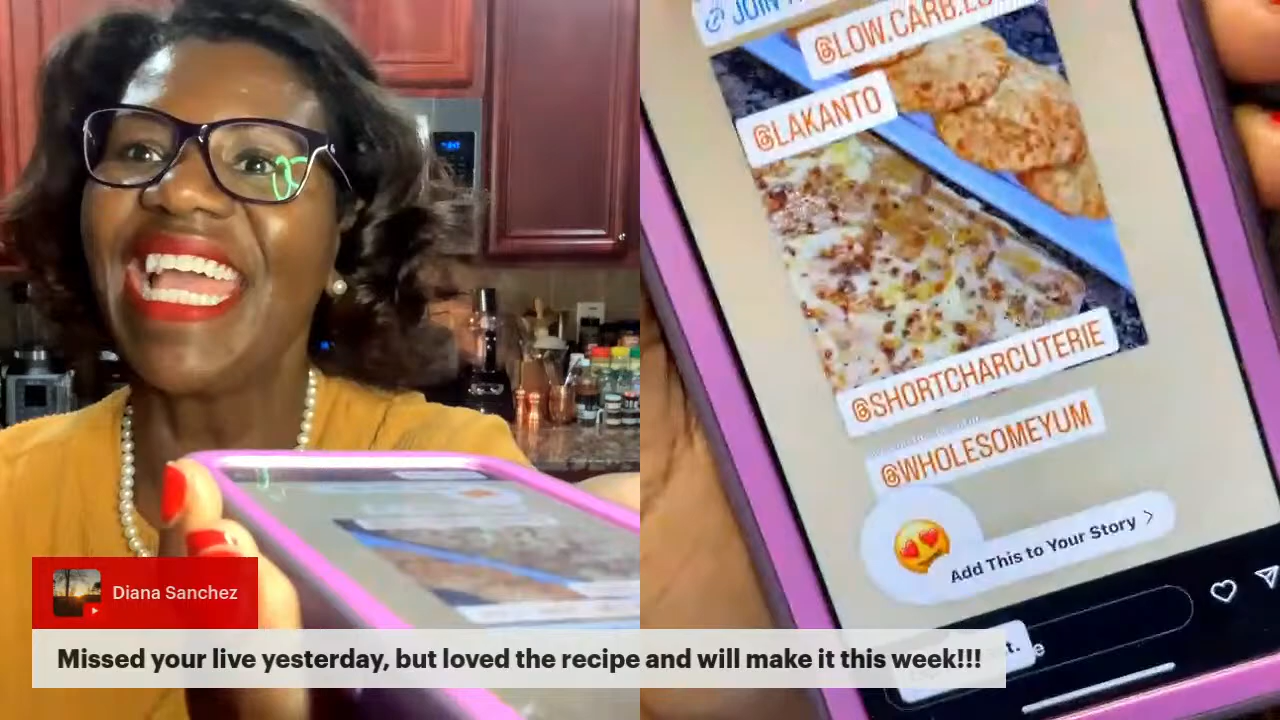 JOIN
@LOW.CARB.
@LAKANTO
@SHORTCHARCUTERIE
@WHOLESOMEYUM
Add This to Your Story >
Diana Sanchez
Missed your live yesterday, but loved the recipe and will make it this week!!!